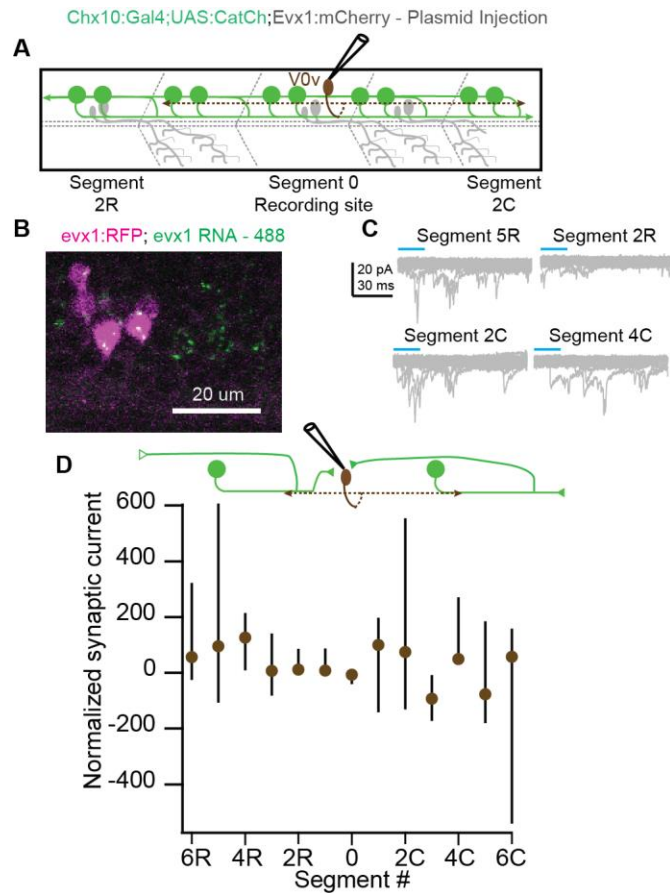 Chx10:Gal4;UAS:CatCh;Evx1:mCherry - Plasmid Injection
A
V0v
Segment 2R
Segment 0 Recording site
Segment 2C
B
evx1:RFP; evx1 RNA - 488
20 um
C
Segment 5R
Segment 2R
20 pA
30 ms
Segment 2C
Segment 4C
D
Normalized synaptic current
600
400
200
0
-200
-400
6R 4R 2R 0 2C 4C 6C
Segment #